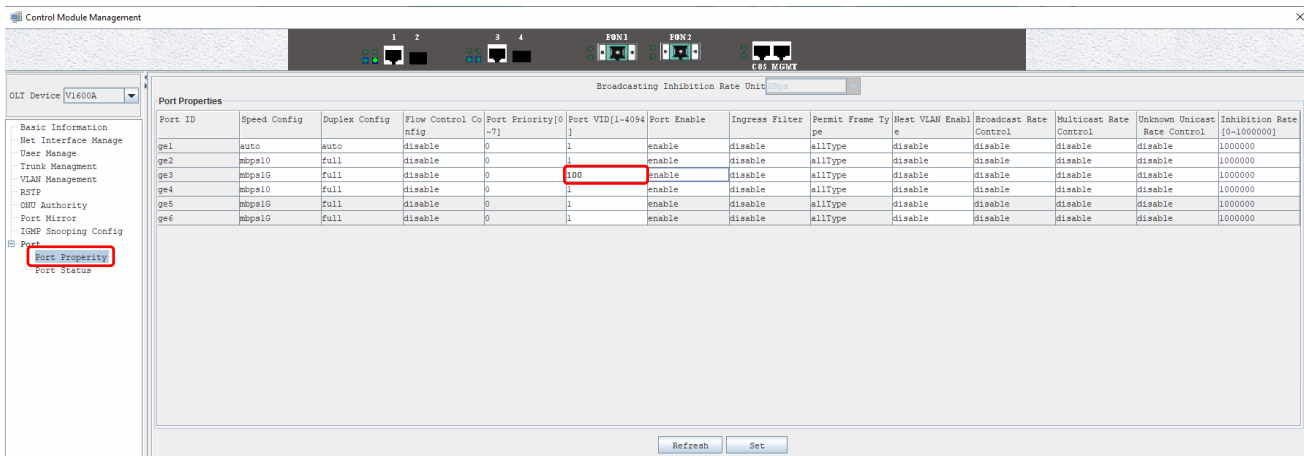 Control Module Management
1 2 3 4 PON1 PON2
COS MGMT
OLT Device V1600A
Basic Information
Net Interface Manage
User Manage
Trunk Managment
VLAN Management
RSTP
ONU Authority
Port Mirror
IGMP Snooping Config
Port
Port Properity
Port Status
Broadcasting Inhibition Rate Unit KBps
Port Properties
Port ID Speed Config Duplex Config Flow Control Co Port Priority[0 Port VID[1~4094 Port Enable Ingress Filter Permit Frame Ty Nest VLAN Enabl Broadcast Rate Multicast Rate Unknown Unicast Inhibition Rate
nfig ~7] ] pe e Control Control Rate Control [0~1000000]
ge1 auto auto disable 0 1 enable disable allType disable disable disable disable 1000000
ge2 mbps10 full disable 0 1 enable disable allType disable disable disable disable 1000000
ge3 mbps1G full disable 0 100 enable disable allType disable disable disable disable 1000000
ge4 mbps10 full disable 0 1 enable disable allType disable disable disable disable 1000000
ge5 mbps1G full disable 0 1 enable disable allType disable disable disable disable 1000000
ge6 mbps1G full disable 0 1 enable disable allType disable disable disable disable 1000000
Refresh Set